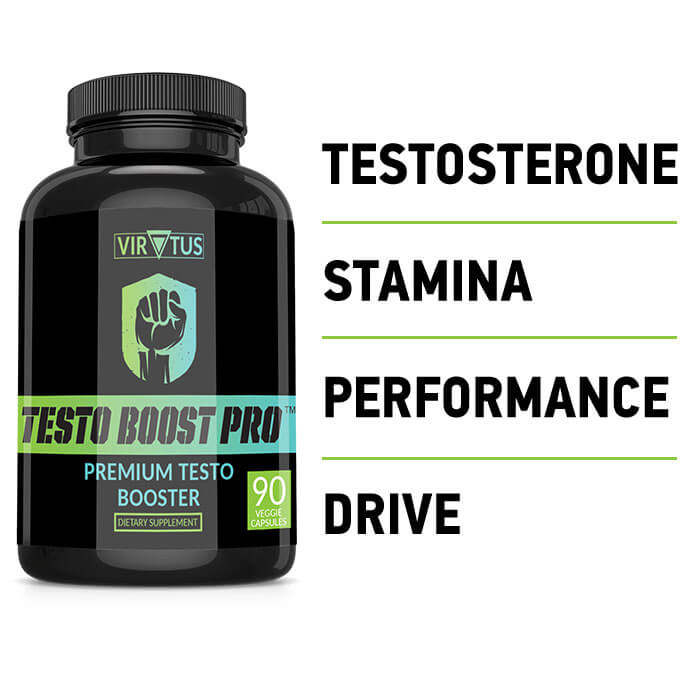 VIRTUS
TESTO BOOST PRO™
PREMIUM TESTO
BOOSTER
DIETARY SUPPLEMENT
90
VEGGIE
CAPSULES
TESTOSTERONE
STAMINA
PERFORMANCE
DRIVE